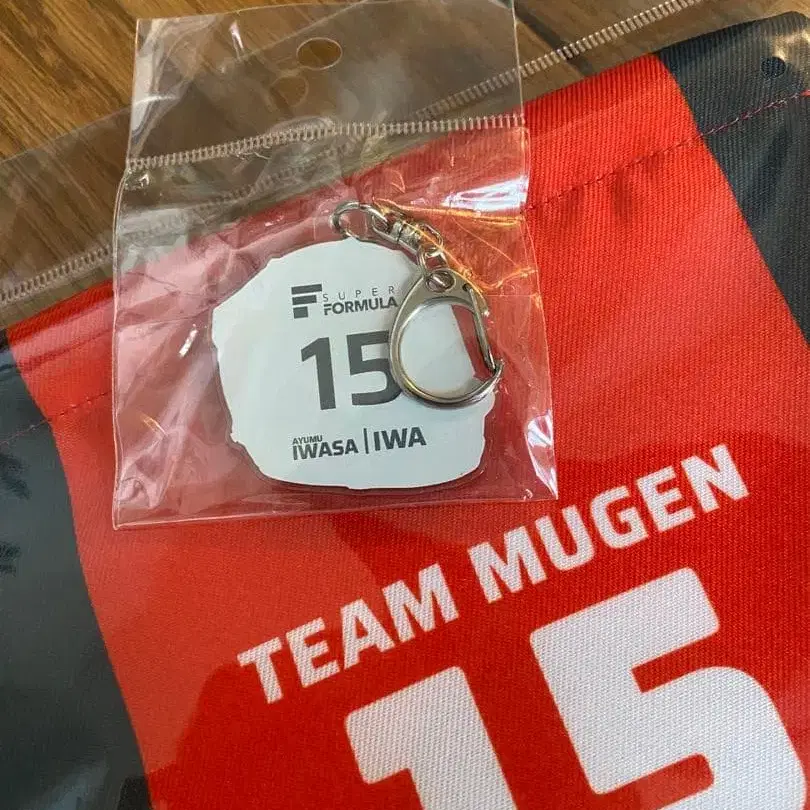 SUPER
FORMULA
15
AYUMU
IWASA | IWA
TEAM MUGEN
15